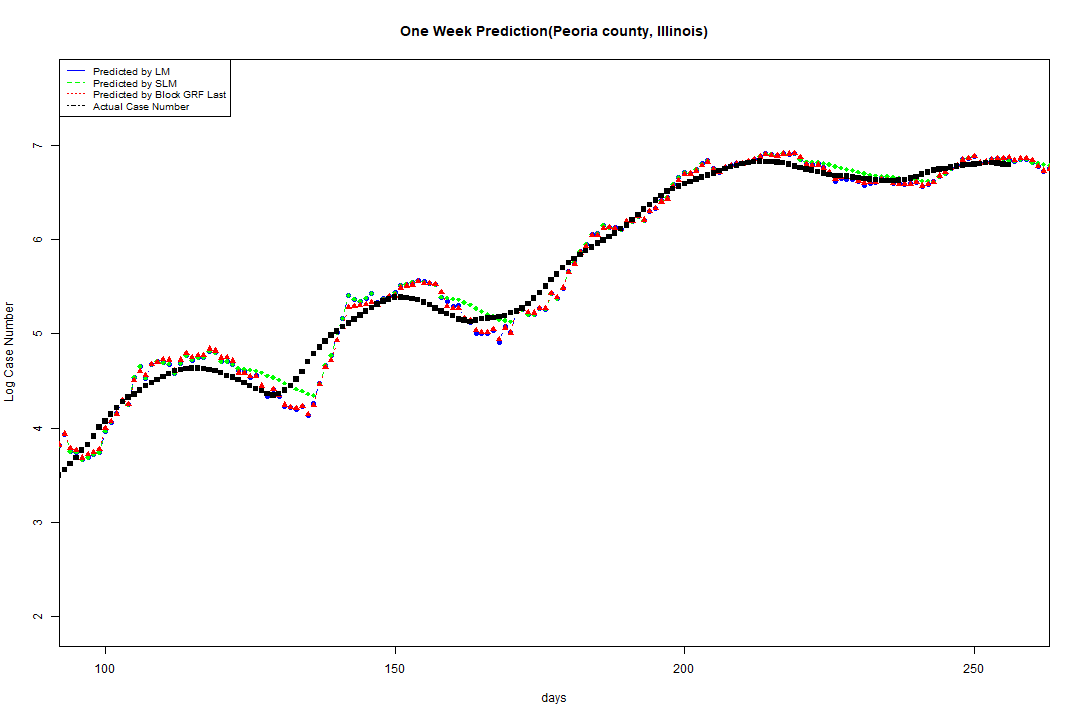 One Week Prediction(Peoria county, Illinois)
Predicted by LM
Predicted by SLM
Predicted by Block GRF Last
Actual Case Number
7
6
5
4
3
2
Log Case Number
100 150 200 250
days